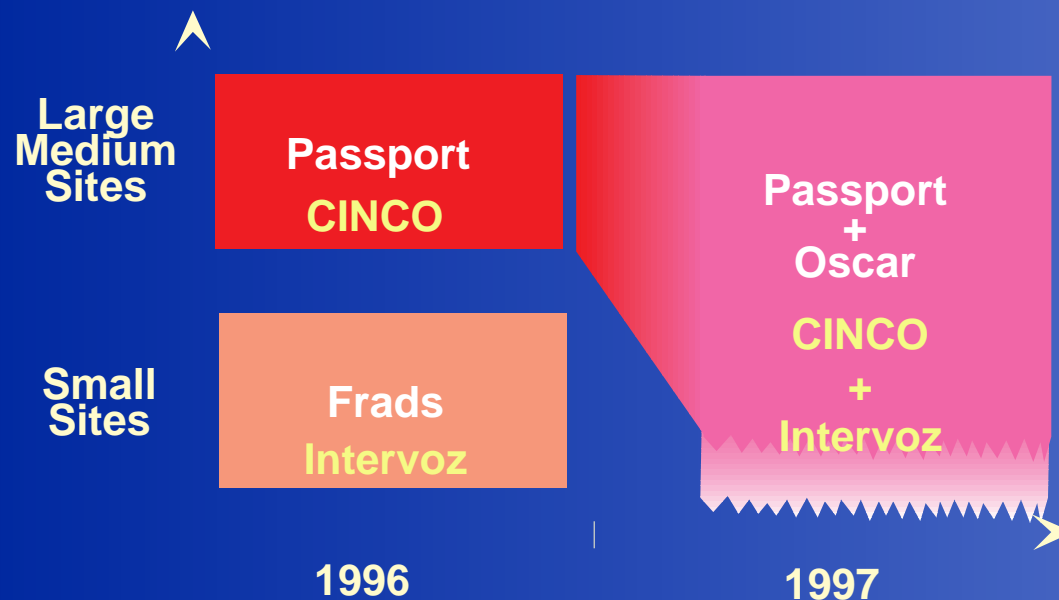 Large
Medium
Sites
Passport
CINCO
Passport
+
Oscar
CINCO
+
Intervoz
Small
Sites
Frads
Intervoz
1996
1997